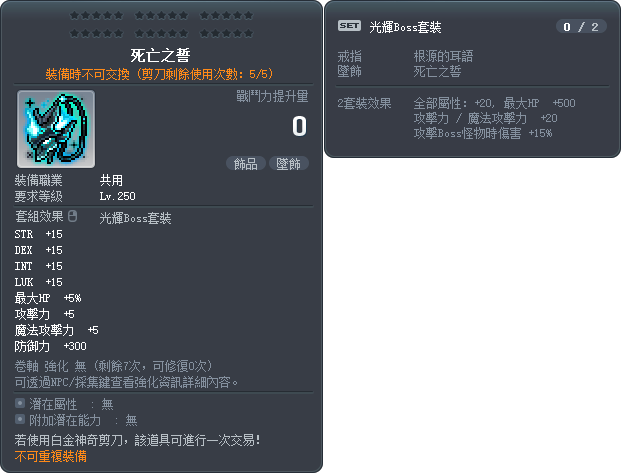 死亡之誓
裝備時不可交換 (剪刀剩餘使用次數: 5/5)
戰鬥力提升量
0
飾品 墜飾
裝備職業 共用
要求等級 Lv.250
套組效果 光輝Boss套裝
STR +15
DEX +15
INT +15
LUK +15
最大HP +5%
攻擊力 +5
魔法攻擊力 +5
防御力 +300
卷軸 強化 無 (剩餘7次, 可修復0次)
可透過NPC/採集鍵查看強化資訊詳細內容。
潛在屬性 : 無
附加潛在能力 : 無
若使用白金神奇剪刀, 該道具可進行一次交易!
不可重複裝備
SET 光輝Boss套裝 0 / 2
戒指 根源的耳語
墜飾 死亡之誓
2套裝效果 全部屬性: +20, 最大HP +500
攻擊力 / 魔法攻擊力 +20
攻擊Boss怪物時傷害 +15%